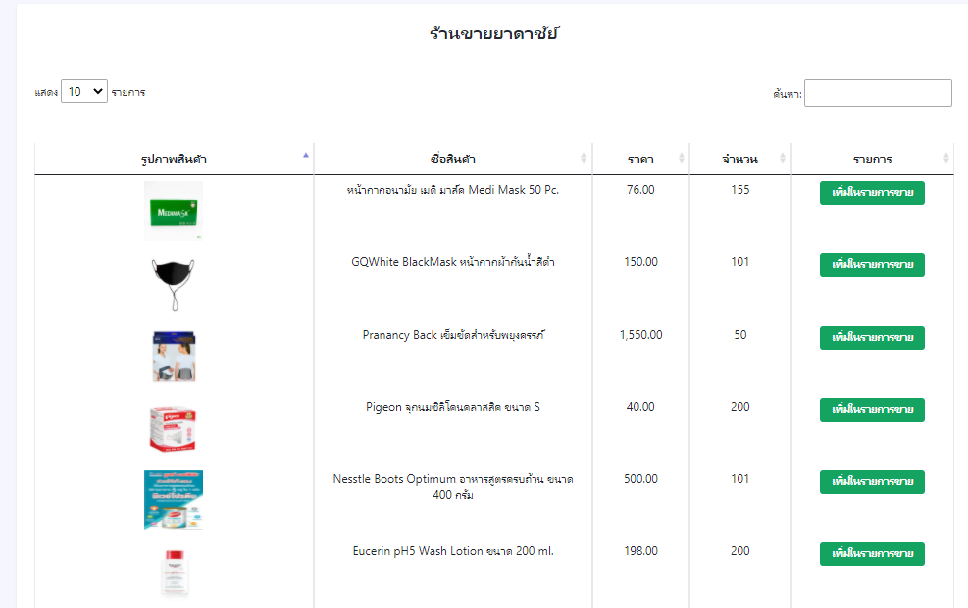 ร้านขายยาดาชัย์
แสดง 10 รายการ
ค้นหา:
รูปภาพสินค้า ชื่อสินค้า ราคา จำนวน รายการ
MEDIMASK หน้ากากอนามัย เมดิ มาส์ค Medi Mask 50 Pc. 76.00 155 เพิ่มในรายการขาย
GQWhite BlackMask หน้ากากผ้ากันน้ำสีดำ 150.00 101 เพิ่มในรายการขาย
Pranancy Back เข็มขัดสำหรับพยุงครรภ์ 1,550.00 50 เพิ่มในรายการขาย
Pigeon จุกนมซิลิโคนคลาสสิค ขนาด S 40.00 200 เพิ่มในรายการขาย
Nesstle Boots Optimum อาหารสูตรครบถ้วน ขนาด
400 กรัม 500.00 101 เพิ่มในรายการขาย
Eucerin pH5 Wash Lotion ขนาด 200 ml. 198.00 200 เพิ่มในรายการขาย